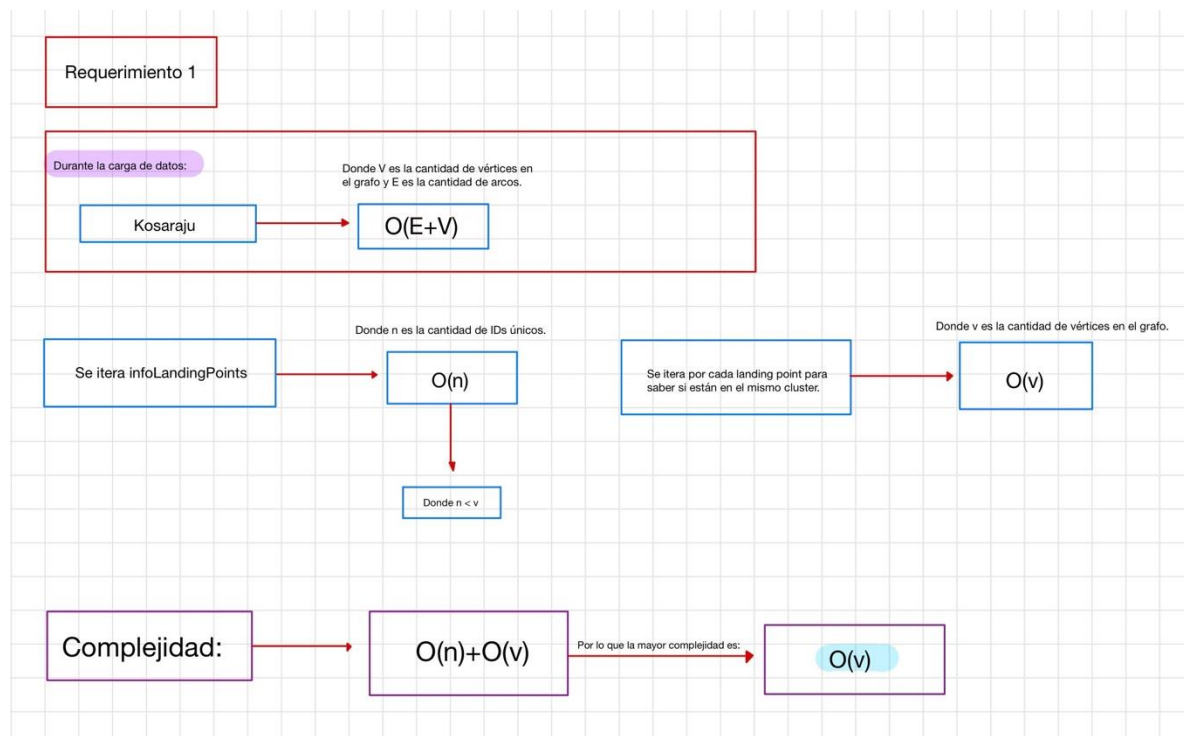 Requerimiento 1
Durante la carga de datos:
Donde V es la cantidad de vértices en
el grafo y E es la cantidad de arcos.
Kosaraju
O(E+V)
Se itera infoLandingPoints
Donde n es la cantidad de IDs únicos.
O(n)
Donde n < v
Se itera por cada landing point para
saber si están en el mismo cluster.
Donde v es la cantidad de vértices en el grafo.
O(v)
Complejidad:
O(n)+O(v)
Por lo que la mayor complejidad es:
O(v)